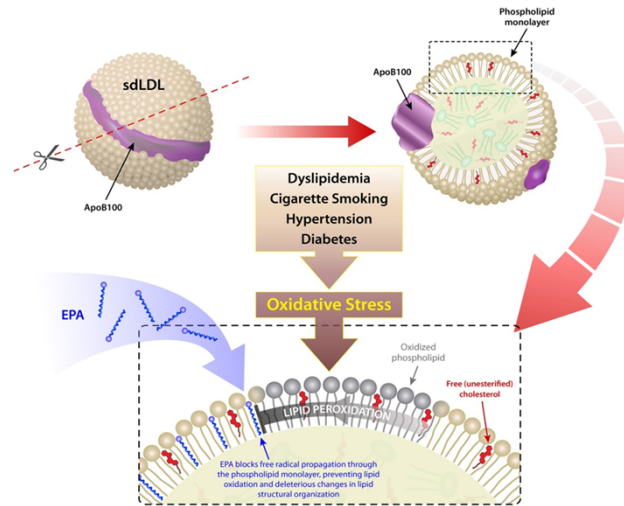 Phospholipid
monolayer
sdLDL
ApoB100
ApoB100
Dyslipidemia
Cigarette Smoking
Hypertension
Diabetes
EPA
Oxidative Stress
Oxidized
phospholipid
Free (unesterified)
cholesterol
LIPID PEROXIDATION
EPA blocks free radical propagation through
the phospholipid monolayer, preventing lipid
oxidation and deleterious changes in lipid
structural organization